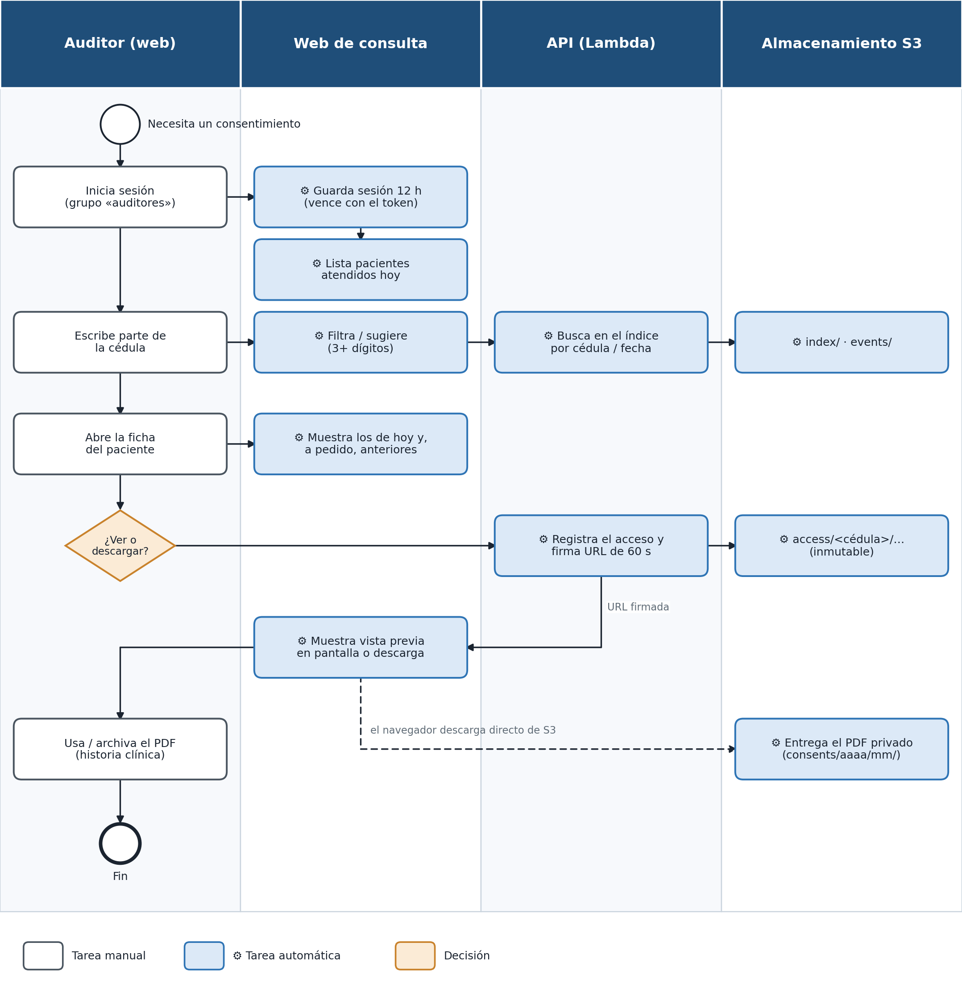 Auditor (web)
Web de consulta
API (Lambda)
Almacenamiento S3
Necesita un consentimiento
Inicia sesión
(grupo «auditores»)
⚙ Guarda sesión 12 h
(vence con el token)
⚙ Lista pacientes
atendidos hoy
Escribe parte de
la cédula
⚙ Filtra / sugiere
(3+ dígitos)
⚙ Busca en el índice
por cédula / fecha
⚙ index/ · events/
Abre la ficha
del paciente
⚙ Muestra los de hoy y,
a pedido, anteriores
¿Ver o
descargar?
⚙ Registra el acceso y
firma URL de 60 s
⚙ access/<cédula>/…
(inmutable)
URL firmada
⚙ Muestra vista previa
en pantalla o descarga
el navegador descarga directo de S3
Usa / archiva el PDF
(historia clínica)
⚙ Entrega el PDF privado
(consents/aaaa/mm/)
Fin
Tarea manual
⚙ Tarea automática
Decisión